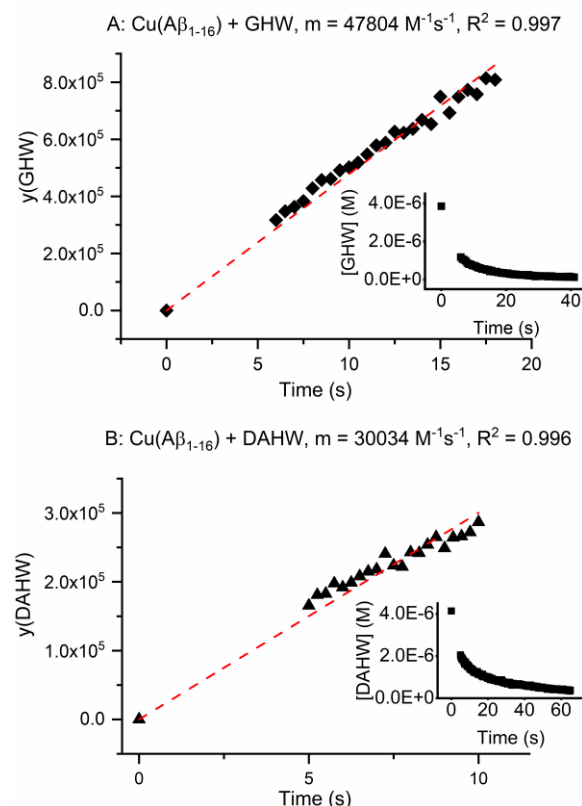 A: Cu(Aβ₁₋₁₆) + GHW, m = 47804 M⁻¹s⁻¹, R² = 0.997
8.0x10⁵
6.0x10⁵
4.0x10⁵
2.0x10⁵
0.0
y(GHW)
0
5
10
15
20
Time (s)
4.0E-6
2.0E-6
0.0E+0
[GHW] (M)
0
20
40
Time (s)
B: Cu(Aβ₁₋₁₆) + DAHW, m = 30034 M⁻¹s⁻¹, R² = 0.996
3.0x10⁵
2.0x10⁵
1.0x10⁵
0.0
y(DAHW)
0
5
10
Time (s)
4.0E-6
2.0E-6
0.0E+0
[DAHW] (M)
0
20
40
60
Time (s)